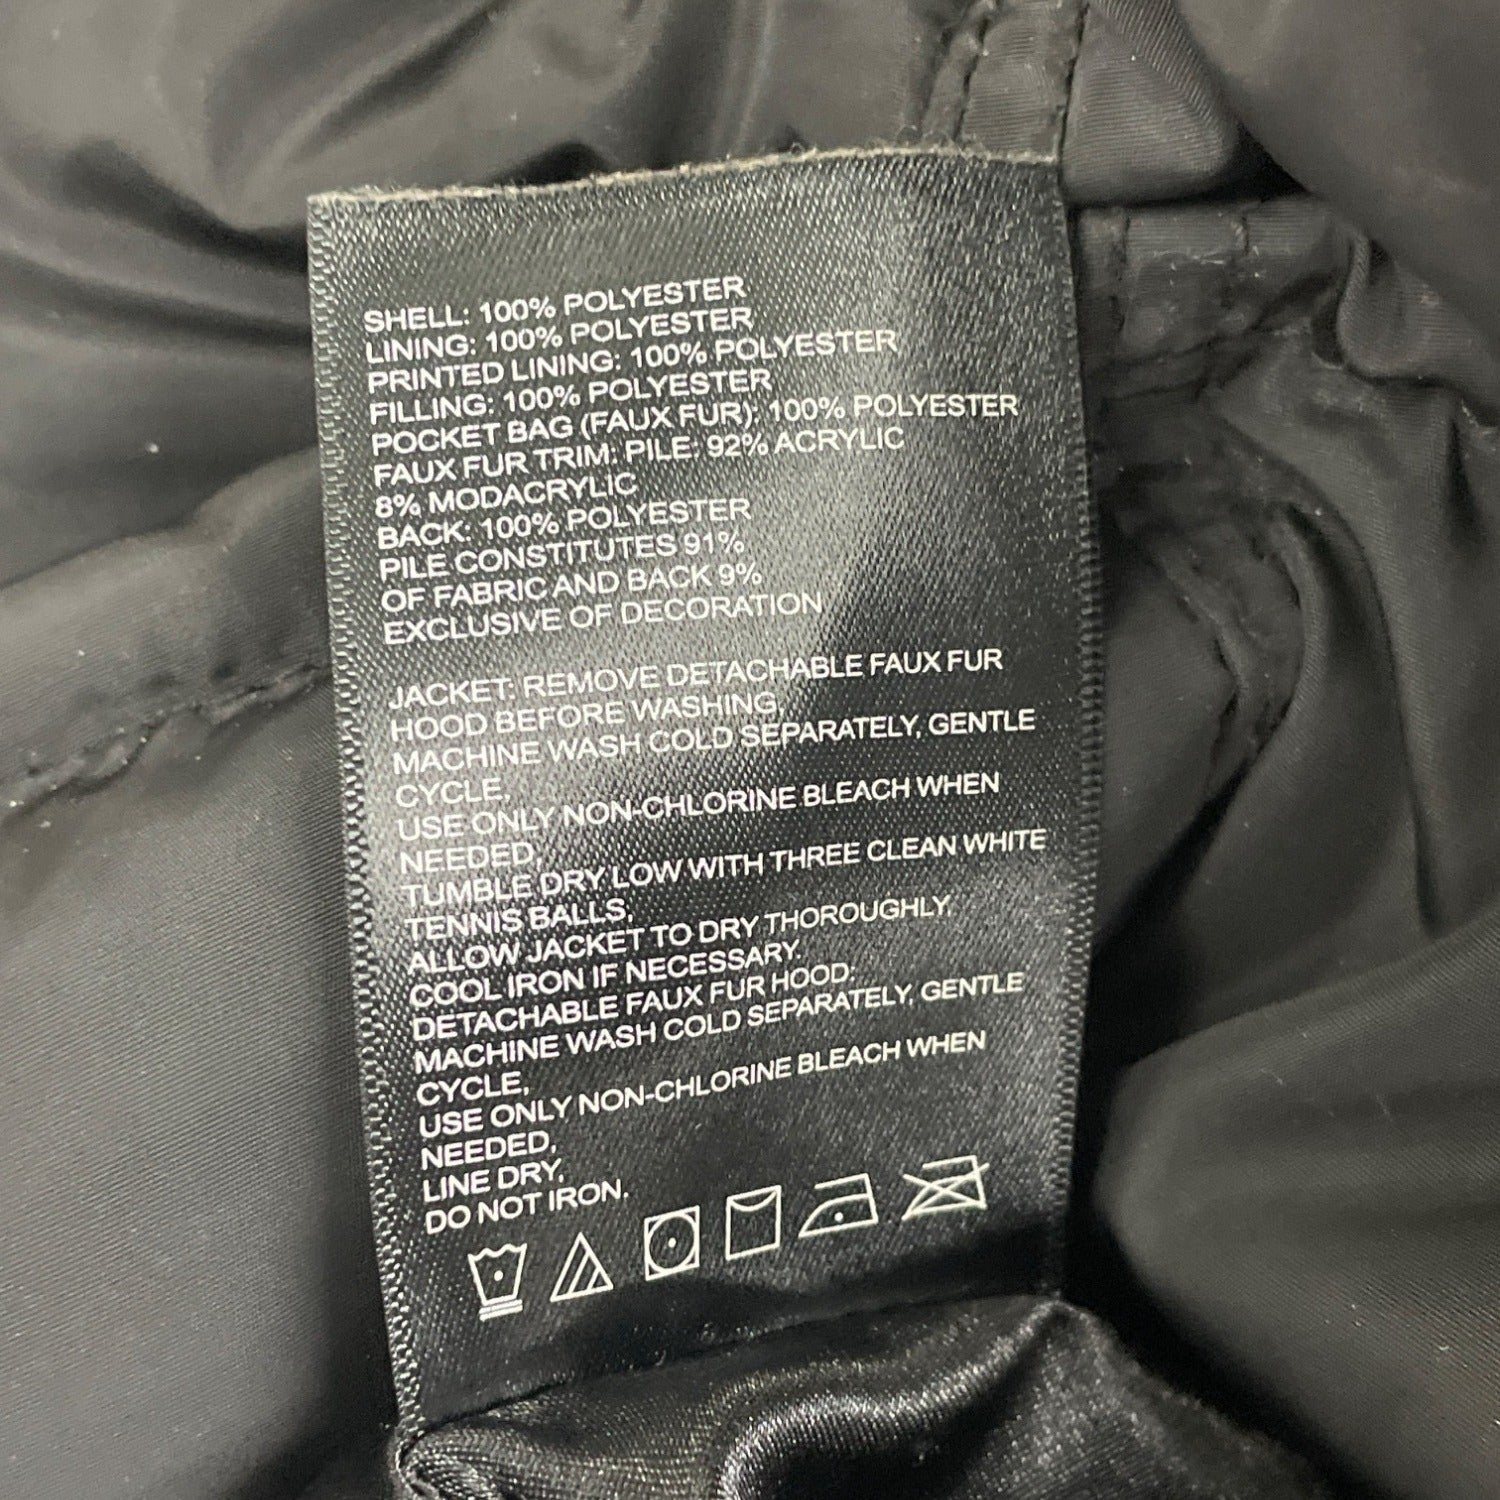 SHELL: 100% POLYESTER
LINING: 100% POLYESTER
PRINTED LINING: 100% POLYESTER
FILLING: 100% POLYESTER
POCKET BAG (FAUX FUR): 100% POLYESTER
FAUX FUR TRIM: PILE: 92% ACRYLIC
8% MODACRYLIC
BACK: 100% POLYESTER
PILE CONSTITUTES 91%
OF FABRIC AND BACK 9%
EXCLUSIVE OF DECORATION
JACKET: REMOVE DETACHABLE FAUX FUR
HOOD BEFORE WASHING,
MACHINE WASH COLD SEPARATELY, GENTLE
CYCLE,
USE ONLY NON-CHLORINE BLEACH WHEN
NEEDED,
TUMBLE DRY LOW WITH THREE CLEAN WHITE
TENNIS BALLS,
ALLOW JACKET TO DRY THOROUGHLY,
COOL IRON IF NECESSARY.
DETACHABLE FAUX FUR HOOD:
MACHINE WASH COLD SEPARATELY, GENTLE
CYCLE,
USE ONLY NON-CHLORINE BLEACH WHEN
NEEDED,
LINE DRY,
DO NOT IRON.